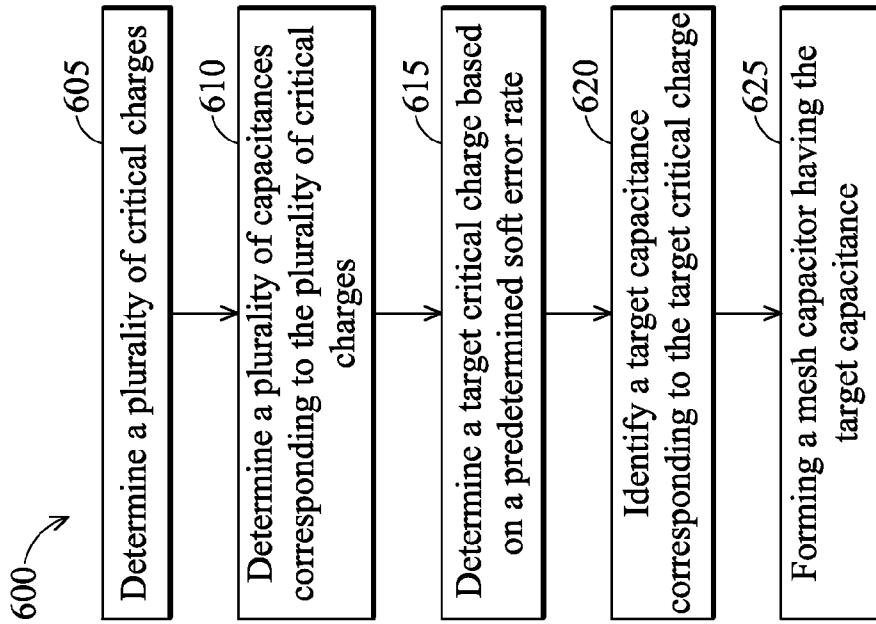 600
605
Determine a plurality of critical charges
610
Determine a plurality of capacitances
corresponding to the plurality of critical
charges
615
Determine a target critical charge based
on a predetermined soft error rate
620
Identify a target capacitance
corresponding to the target critical charge
625
Forming a mesh capacitor having the
target capacitance